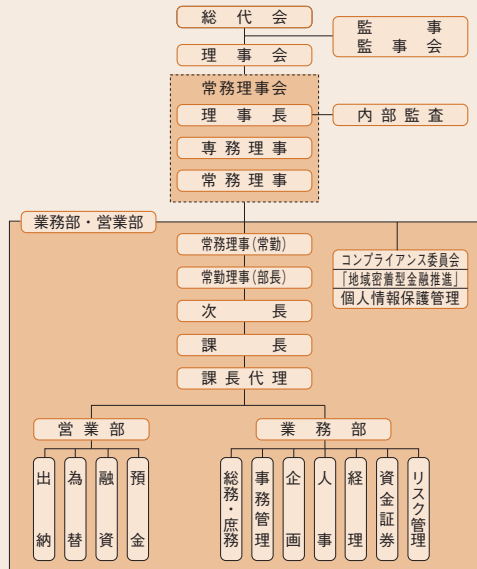 総代会
監事
監事会
理事会
常務理事会
理事長
内部監査
専務理事
常務理事
業務部・営業部
常務理事(常勤)
コンプライアンス委員会
「地域密着型金融推進」
個人情報保護管理
常勤理事(部長)
次長
課長
課長代理
営業部
業務部
出納
為替
融資
預金
総務・庶務
事務管理
企画
人事
経理
資金証券
リスク管理